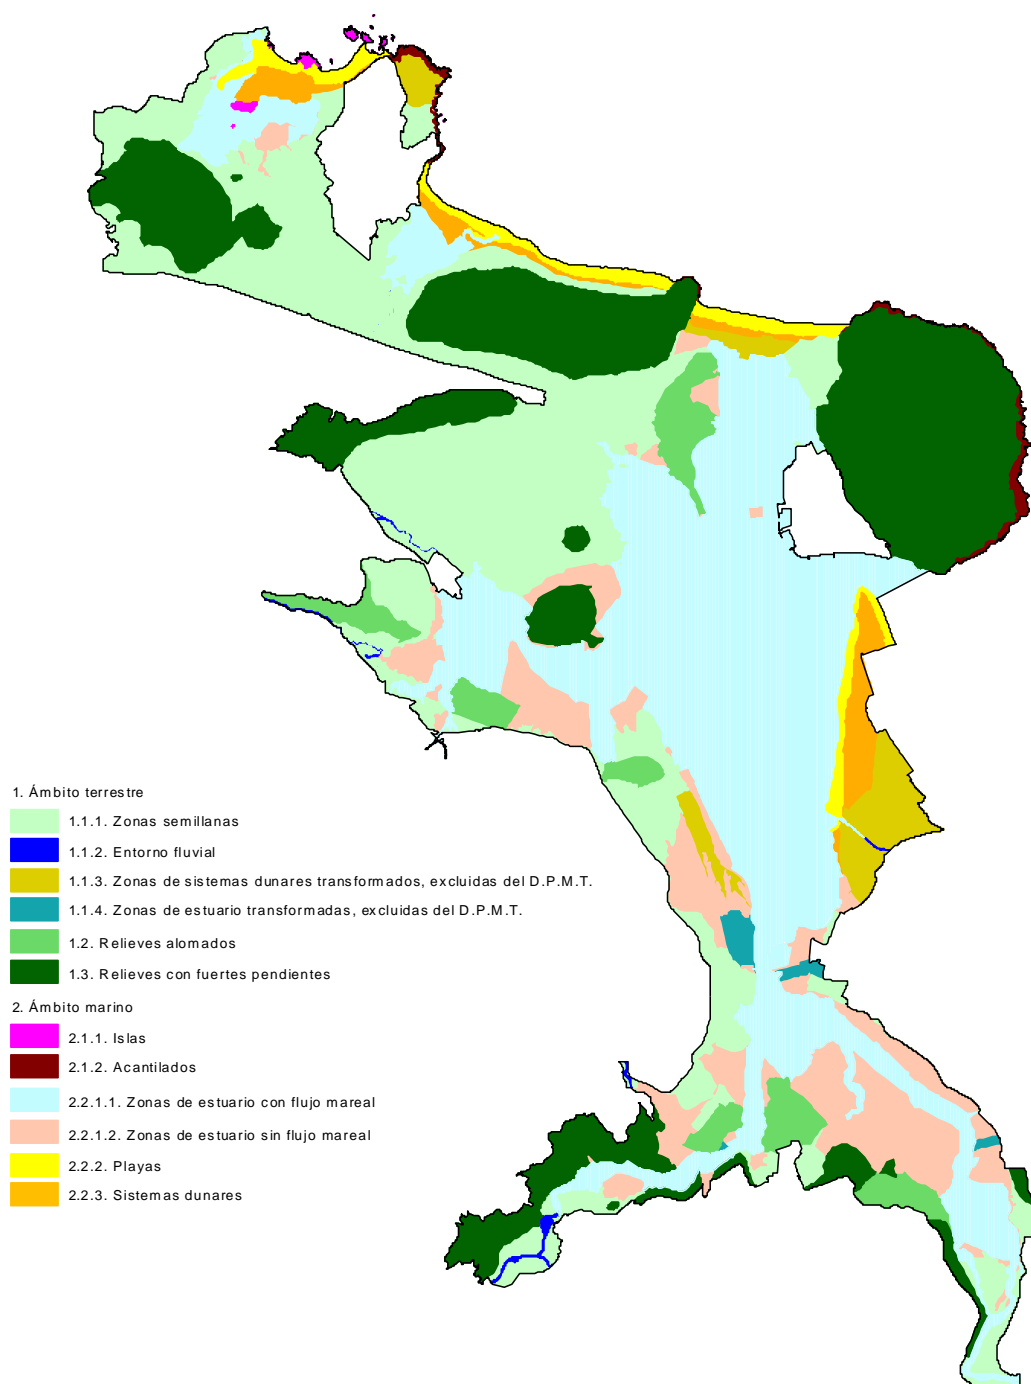 1. Ámbito terrestre
1.1.1. Zonas semillanas
1.1.2. Entorno fluvial
1.1.3. Zonas de sistemas dunares transformados, excluidas del D.P.M.T.
1.1.4. Zonas de estuario transformadas, excluidas del D.P.M.T.
1.2. Relieves alomados
1.3. Relieves con fuertes pendientes
2. Ámbito marino
2.1.1. Islas
2.1.2. Acantilados
2.2.1.1. Zonas de estuario con flujo mareal
2.2.1.2. Zonas de estuario sin flujo mareal
2.2.2. Playas
2.2.3. Sistemas dunares